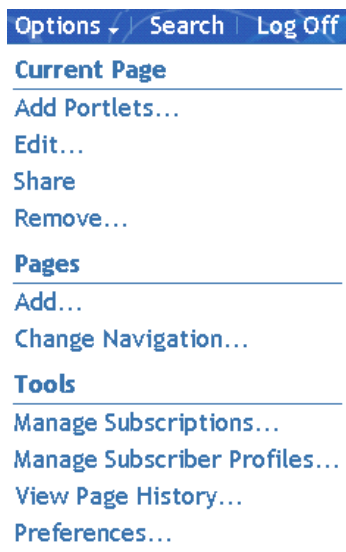 Options Search Log Off
Current Page
Add Portlets...
Edit...
Share
Remove...
Pages
Add...
Change Navigation...
Tools
Manage Subscriptions...
Manage Subscriber Profiles...
View Page History...
Preferences...